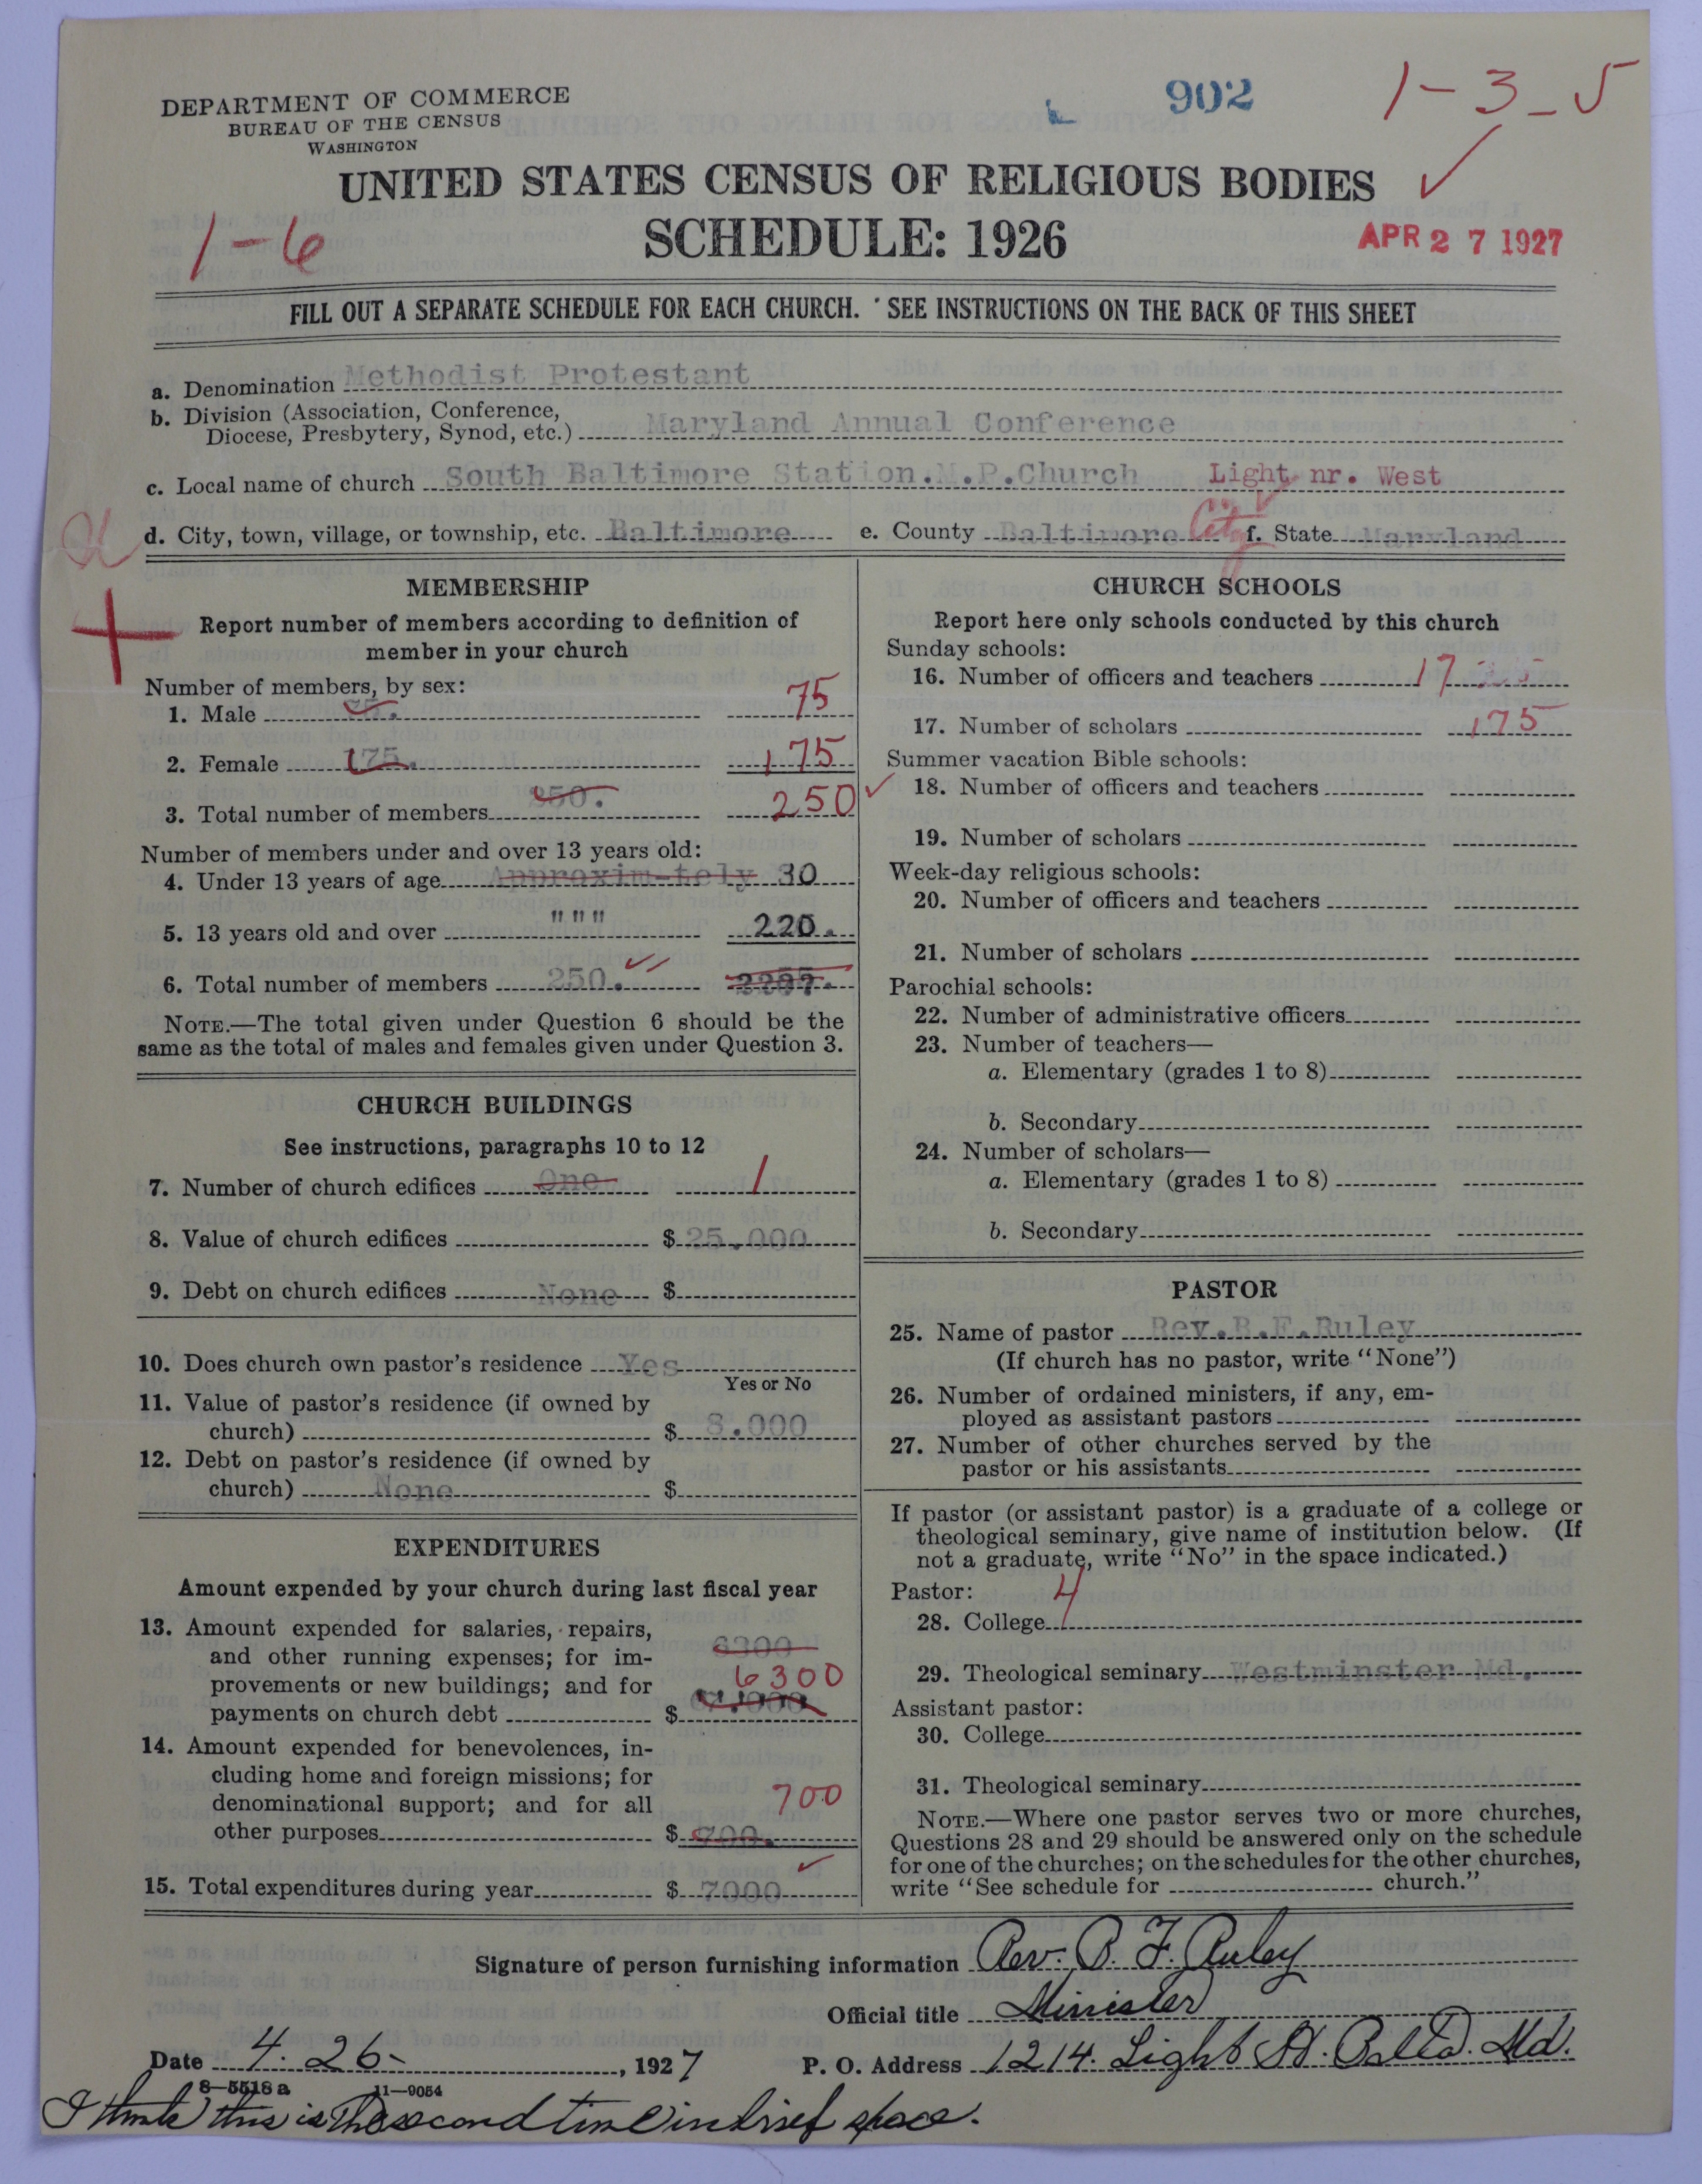 DEPARTMENT OF COMMERCE
BUREAU OF THE CENSUS
WASHINGTON
902
1-3-5
UNITED STATES CENSUS OF RELIGIOUS BODIES
SCHEDULE: 1926
1-6
APR 27 1927
FILL OUT A SEPARATE SCHEDULE FOR EACH CHURCH. SEE INSTRUCTIONS ON THE BACK OF THIS SHEET
a. Denomination Methodist Protestant
b. Division (Association, Conference,
Diocese, Presbytery, Synod, etc.) Maryland Annual Conference
c. Local name of church South Baltimore Station.M.P.Church Light nr. West
d. City, town, village, or township, etc. Baltimore e. County Baltimore City f. State Maryland
MEMBERSHIP
Report number of members according to definition of
member in your church
Number of members, by sex:
1. Male 75. 75
2. Female 175. 175
3. Total number of members 250. 250
Number of members under and over 13 years old:
4. Under 13 years of age Approxim-tely 30
5. 13 years old and over """ 220.
6. Total number of members 250.
NOTE.—The total given under Question 6 should be the
same as the total of males and females given under Question 3.
CHURCH BUILDINGS
See instructions, paragraphs 10 to 12
7. Number of church edifices One 1
8. Value of church edifices $ 25.000
9. Debt on church edifices None $
10. Does church own pastor's residence Yes
Yes or No
11. Value of pastor's residence (if owned by
church) $ 8.000
12. Debt on pastor's residence (if owned by
church) None $
EXPENDITURES
Amount expended by your church during last fiscal year
13. Amount expended for salaries, repairs,
and other running expenses; for im- 6300
provements or new buildings; and for 6300
payments on church debt $
14. Amount expended for benevolences, in-
cluding home and foreign missions; for
denominational support; and for all 700
other purposes $ 700.
15. Total expenditures during year $ 7000
CHURCH SCHOOLS
Report here only schools conducted by this church
Sunday schools:
16. Number of officers and teachers 17
17. Number of scholars 175
Summer vacation Bible schools:
18. Number of officers and teachers
19. Number of scholars
Week-day religious schools:
20. Number of officers and teachers
21. Number of scholars
Parochial schools:
22. Number of administrative officers
23. Number of teachers—
a. Elementary (grades 1 to 8)
b. Secondary
24. Number of scholars—
a. Elementary (grades 1 to 8)
b. Secondary
PASTOR
25. Name of pastor Rev.B.F.Ruley
(If church has no pastor, write "None")
26. Number of ordained ministers, if any, em-
ployed as assistant pastors
27. Number of other churches served by the
pastor or his assistants
If pastor (or assistant pastor) is a graduate of a college or
theological seminary, give name of institution below. (If
not a graduate, write "No" in the space indicated.)
Pastor: 4
28. College
29. Theological seminary Westminster Md.
Assistant pastor:
30. College
31. Theological seminary
NOTE.—Where one pastor serves two or more churches,
Questions 28 and 29 should be answered only on the schedule
for one of the churches; on the schedules for the other churches,
write "See schedule for church."
Signature of person furnishing information Rev. B. F. Ruley
Official title Minister
Date 4. 26-, 1927 P. O. Address 1214. Light St. Balto. Md.
8—5518 a 11—9054
I think this is the second time in brief space.